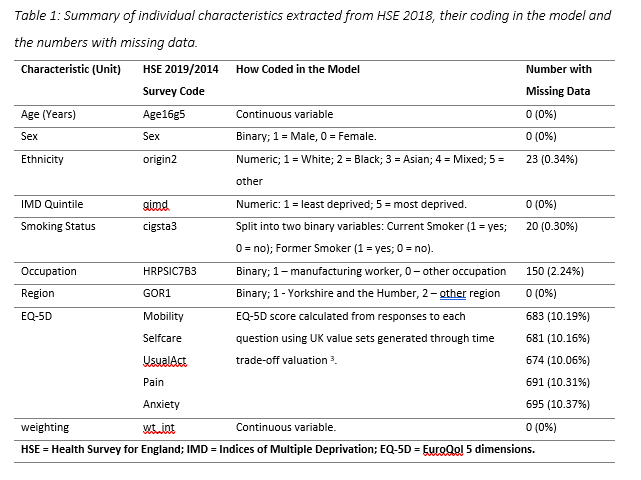 Table 1: Summary of individual characteristics extracted from HSE 2018, their coding in the model and
the numbers with missing data.
Characteristic (Unit) HSE 2019/2014 How Coded in the Model Number with
Survey Code Missing Data
Age (Years) Age16g5 Continuous variable 0 (0%)
Sex Sex Binary; 1 = Male, 0 = Female. 0 (0%)
Ethnicity origin2 Numeric; 1 = White; 2 = Black; 3 = Asian; 4 = Mixed; 5 = 23 (0.34%)
other
IMD Quintile qimd Numeric: 1 = least deprived; 5 = most deprived. 0 (0%)
Smoking Status cigsta3 Split into two binary variables: Current Smoker (1 = yes; 20 (0.30%)
0 = no); Former Smoker (1 = yes; 0 = no).
Occupation HRPSIC7B3 Binary; 1 – manufacturing worker, 0 – other occupation 150 (2.24%)
Region GOR1 Binary; 1 - Yorkshire and the Humber, 2 – other region 0 (0%)
EQ-5D Mobility EQ-5D score calculated from responses to each 683 (10.19%)
Selfcare question using UK value sets generated through time 681 (10.16%)
UsualAct trade-off valuation ³. 674 (10.06%)
Pain 691 (10.31%)
Anxiety 695 (10.37%)
weighting wt_int Continuous variable. 0 (0%)
HSE = Health Survey for England; IMD = Indices of Multiple Deprivation; EQ-5D = EuroQol 5 dimensions.